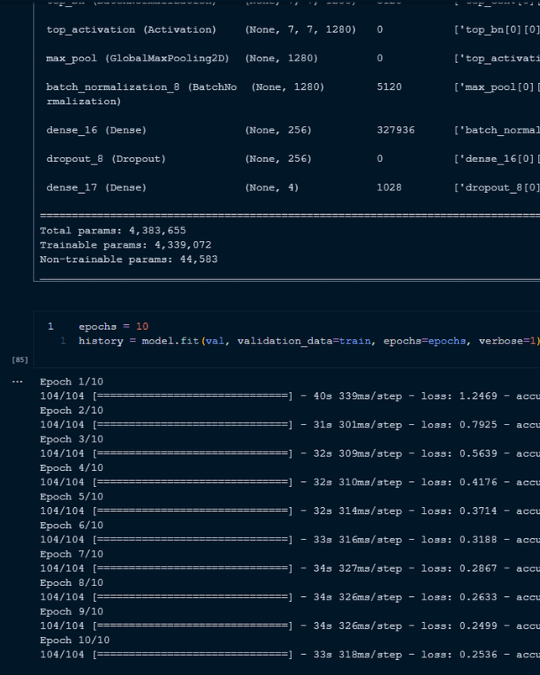 top_activation (Activation) (None, 7, 7, 1280) 0 ['top_bn[0][0]
max_pool (GlobalMaxPooling2D) (None, 1280) 0 ['top_activati
batch_normalization_8 (BatchNo (None, 1280) 5120 ['max_pool[0][
rmalization)
dense_16 (Dense) (None, 256) 327936 ['batch_normal
dropout_8 (Dropout) (None, 256) 0 ['dense_16[0][
dense_17 (Dense) (None, 4) 1028 ['dropout_8[0]
Total params: 4,383,655
Trainable params: 4,339,072
Non-trainable params: 44,583
1 epochs = 10
1 history = model.fit(val, validation_data=train, epochs=epochs, verbose=1)
[85]
... Epoch 1/10
104/104 [==============================] - 40s 339ms/step - loss: 1.2469 - accu
Epoch 2/10
104/104 [==============================] - 31s 301ms/step - loss: 0.7925 - accu
Epoch 3/10
104/104 [==============================] - 32s 309ms/step - loss: 0.5639 - accu
Epoch 4/10
104/104 [==============================] - 32s 310ms/step - loss: 0.4176 - accu
Epoch 5/10
104/104 [==============================] - 32s 314ms/step - loss: 0.3714 - accu
Epoch 6/10
104/104 [==============================] - 33s 316ms/step - loss: 0.3188 - accu
Epoch 7/10
104/104 [==============================] - 34s 327ms/step - loss: 0.2867 - accu
Epoch 8/10
104/104 [==============================] - 34s 326ms/step - loss: 0.2633 - accu
Epoch 9/10
104/104 [==============================] - 34s 326ms/step - loss: 0.2499 - accu
Epoch 10/10
104/104 [==============================] - 33s 318ms/step - loss: 0.2536 - accu